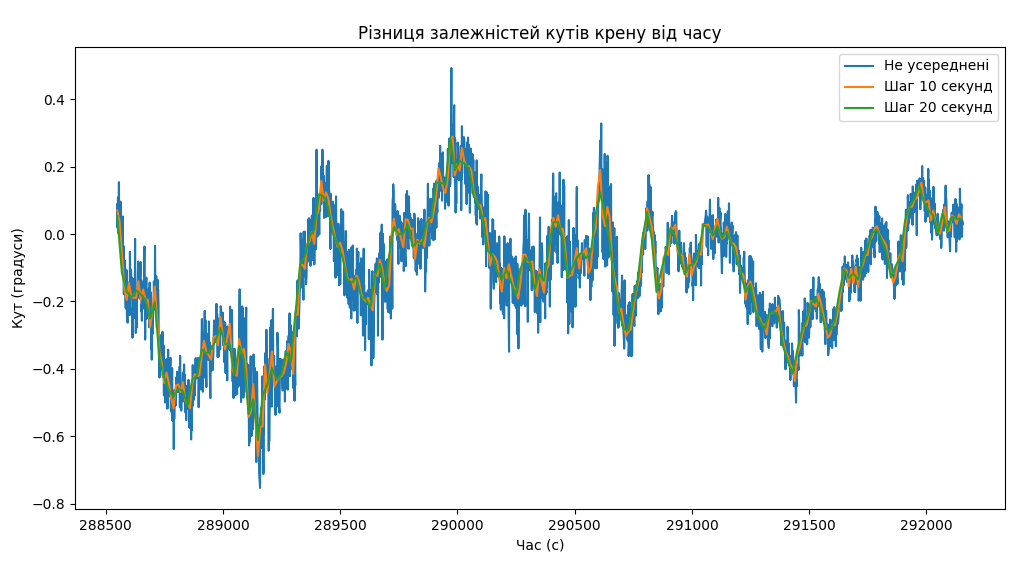 Різниця залежністей кутів крену від часу
Не усереднені
Шаг 10 секунд
Шаг 20 секунд
Кут (градуси)
0.4
0.2
0.0
−0.2
−0.4
−0.6
−0.8
288500 289000 289500 290000 290500 291000 291500 292000
Час (с)